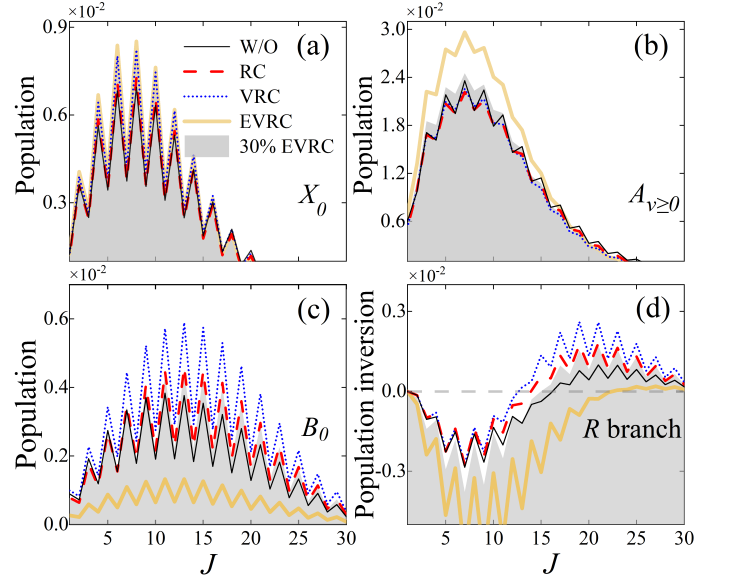 ×10⁻²
(a)
0.9
0.6
0.3
Population
W/O
RC
VRC
EVRC
30% EVRC
X₀
×10⁻²
(b)
3.0
2.4
1.8
1.2
0.6
Population
Aᵥ≥₀
×10⁻²
(c)
0.6
0.4
0.2
0.0
Population
B₀
5 10 15 20 25 30
J
×10⁻²
(d)
0.3
0.0
-0.3
Population inversion
R branch
5 10 15 20 25 30
J